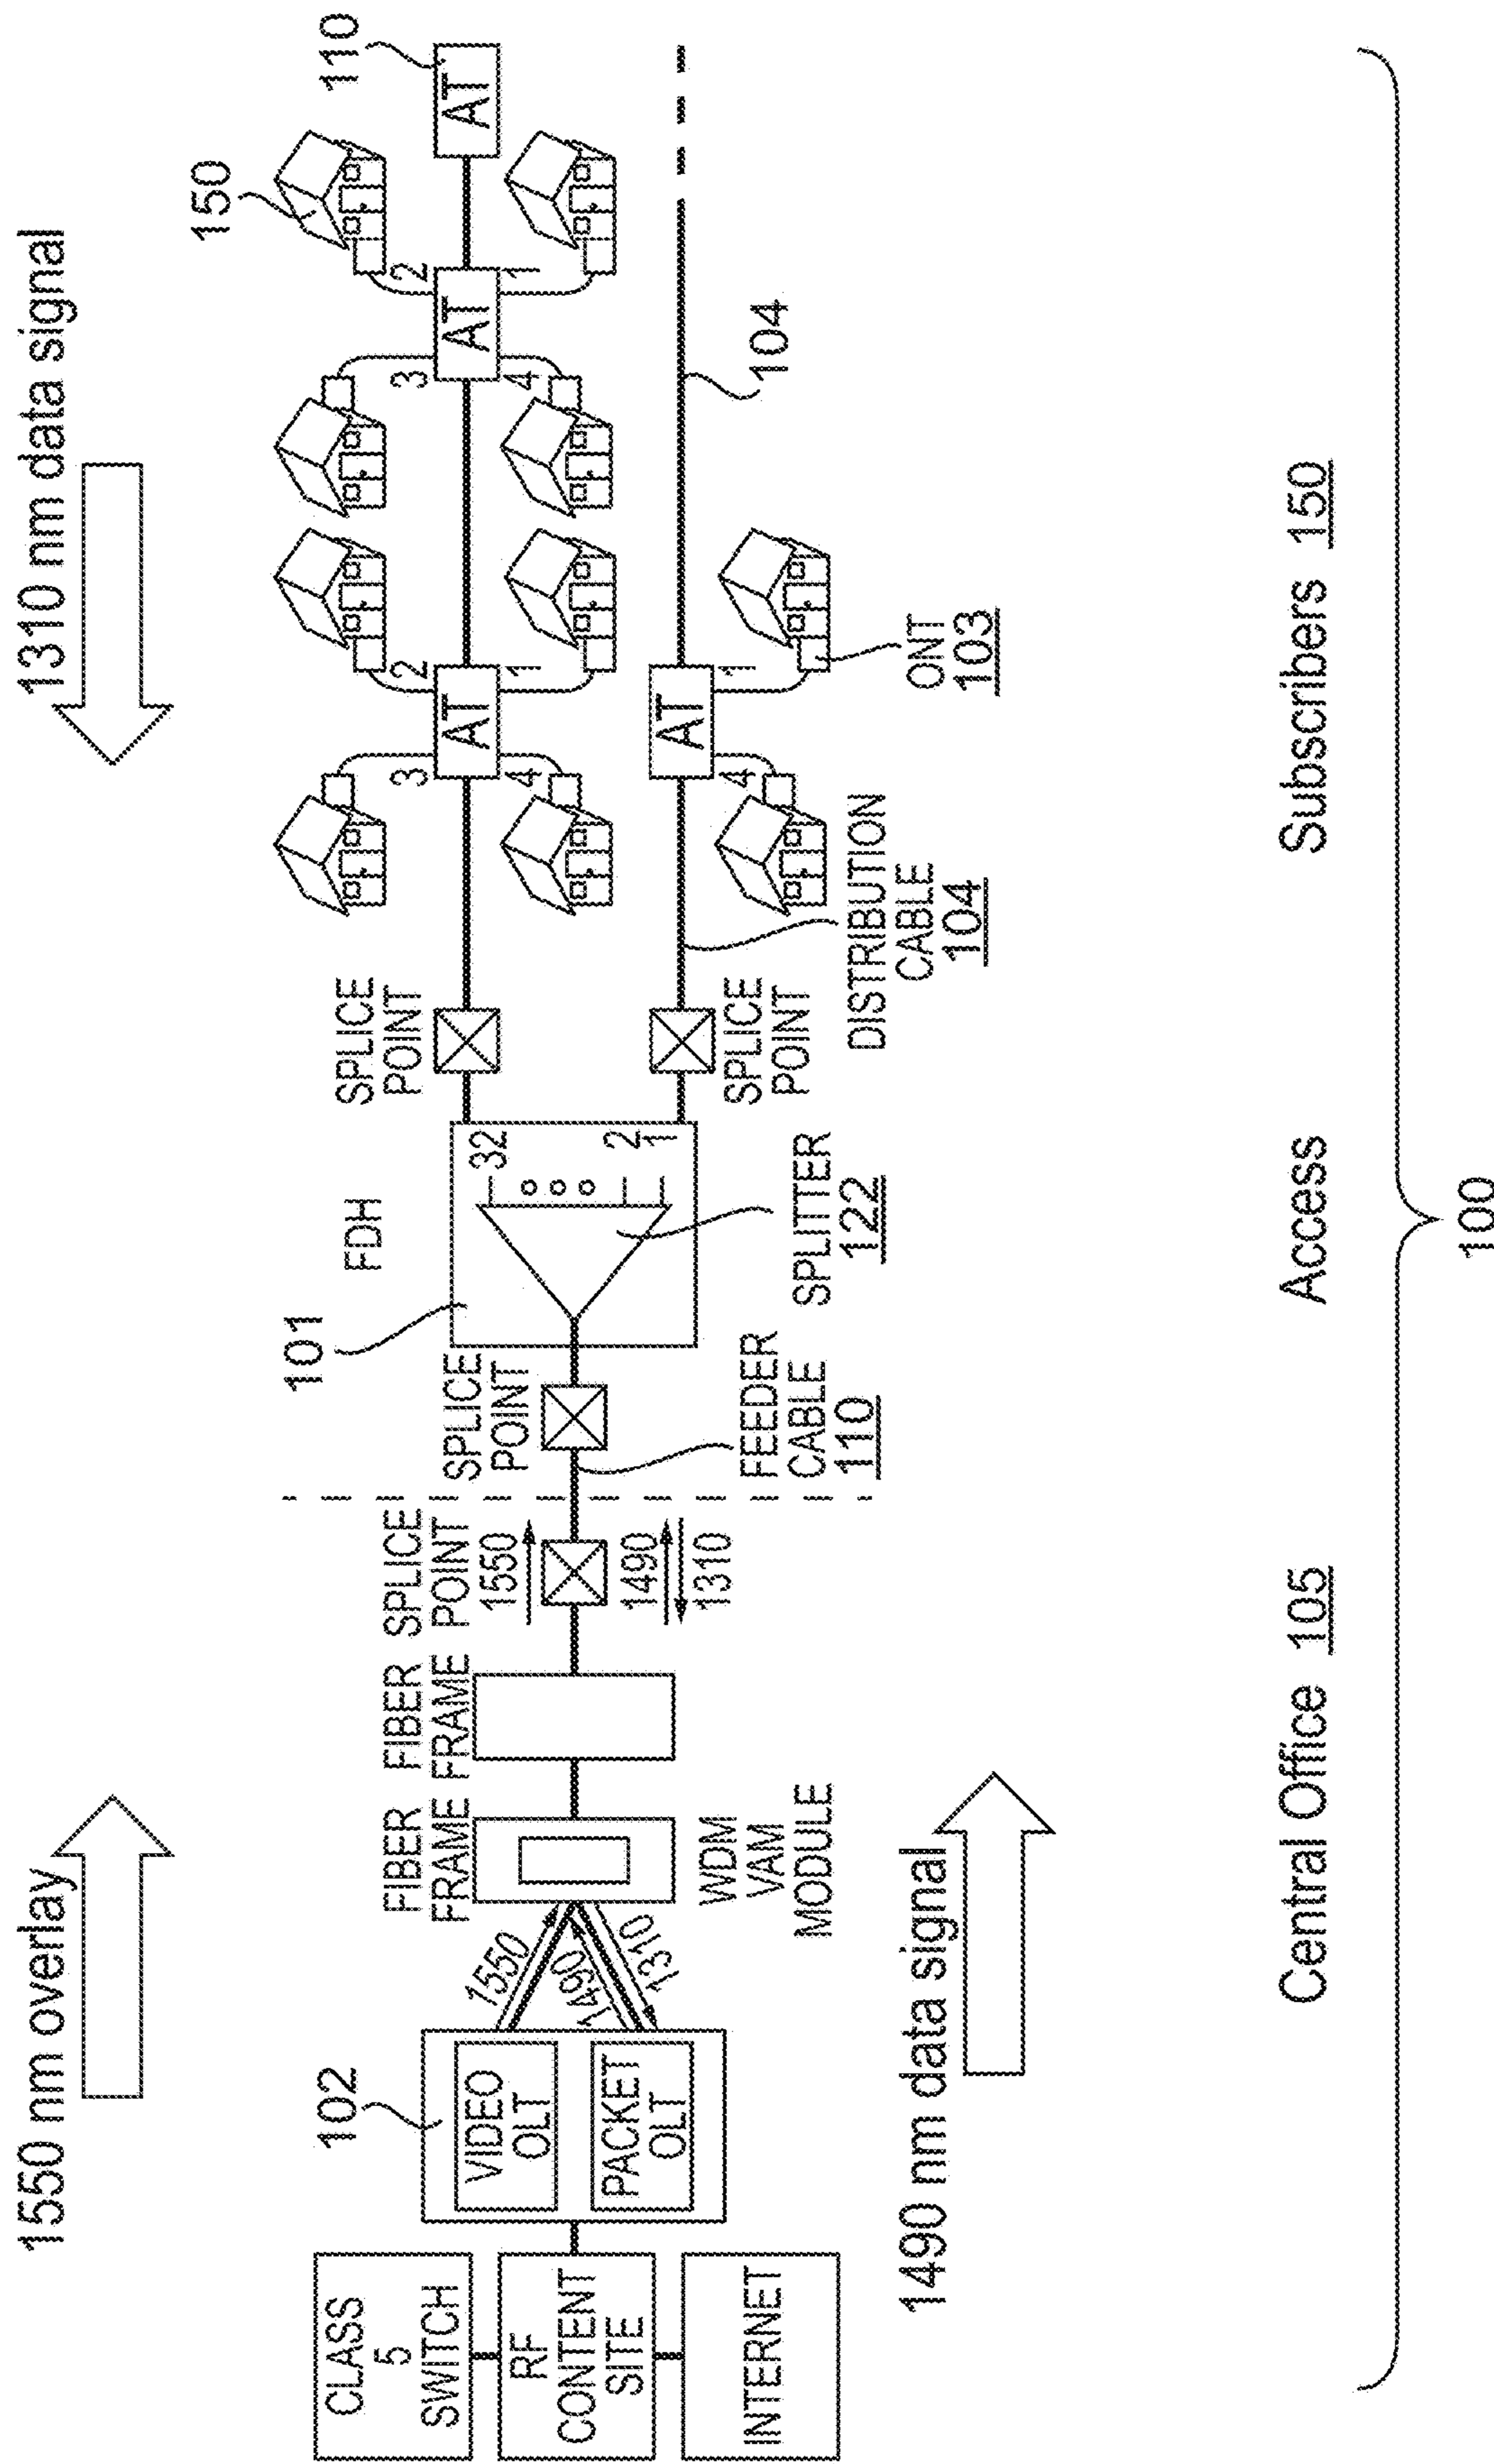 1550 nm overlay
1310 nm data signal
CLASS
5
SWITCH
RF
CONTENT
SITE
INTERNET
102
VIDEO
OLT
PACKET
OLT
1550
1490
1310
FIBER
FRAME
WDM
VAM
MODULE
FIBER
FRAME
SPLICE
POINT
1550
1490
1310
SPLICE
POINT
FEEDER
CABLE
110
101
FDH
32
2
1
SPLITTER
122
SPLICE
POINT
SPLICE
POINT
DISTRIBUTION
CABLE
104
3
2
AT
4
1
3
2
AT
4
1
150
AT
110
4
AT
1
ONT
103
104
1490 nm data signal
Central Office 105
Access
Subscribers 150
100